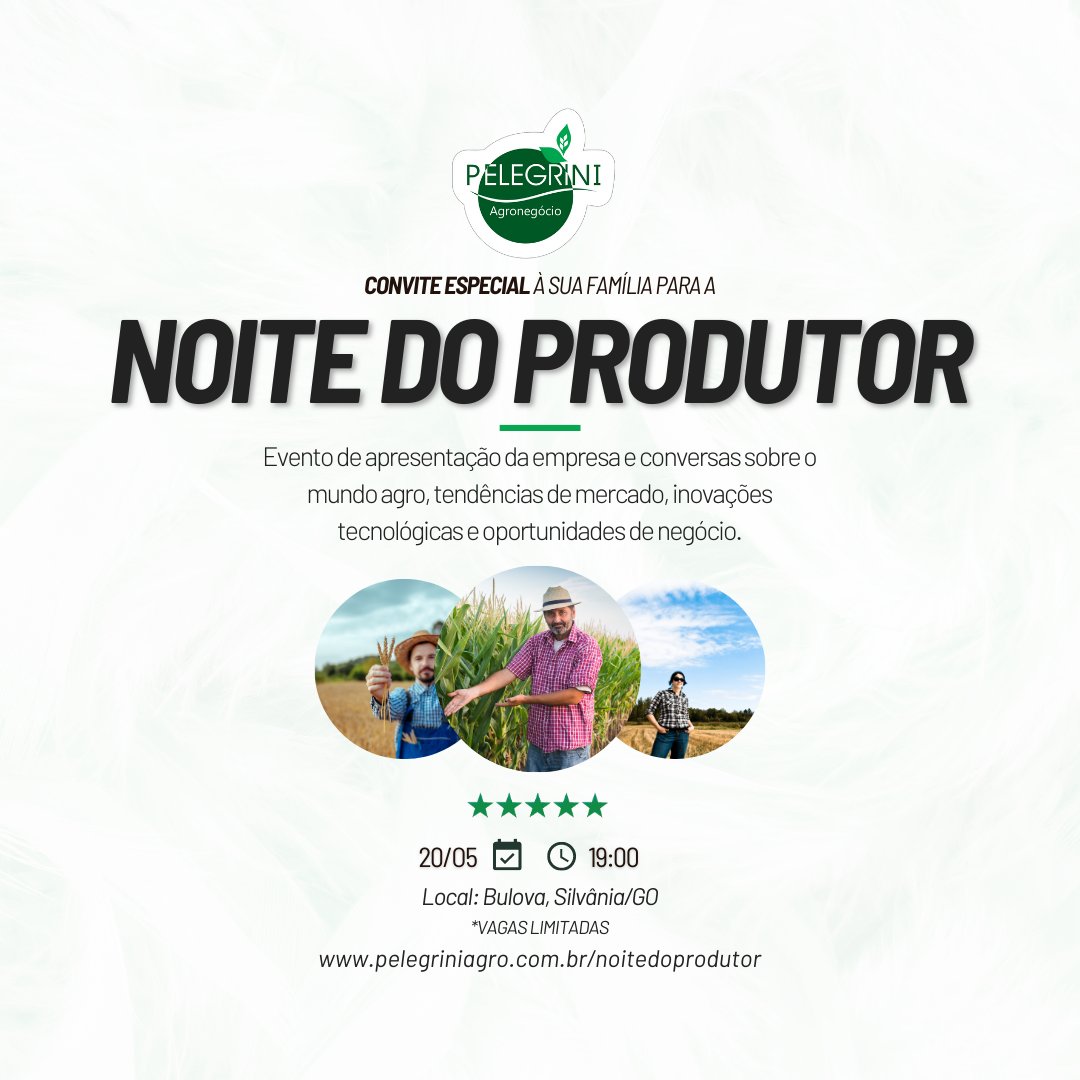 PELEGRINI
Agronegócio
CONVITE ESPECIAL À SUA FAMÍLIA PARA A
NOITE DO PRODUTOR
Evento de apresentação da empresa e conversas sobre o
mundo agro, tendências de mercado, inovações
tecnológicas e oportunidades de negócio.
20/05 19:00
Local: Bulova, Silvânia/GO
*VAGAS LIMITADAS
www.pelegriniagro.com.br/noitedoprodutor